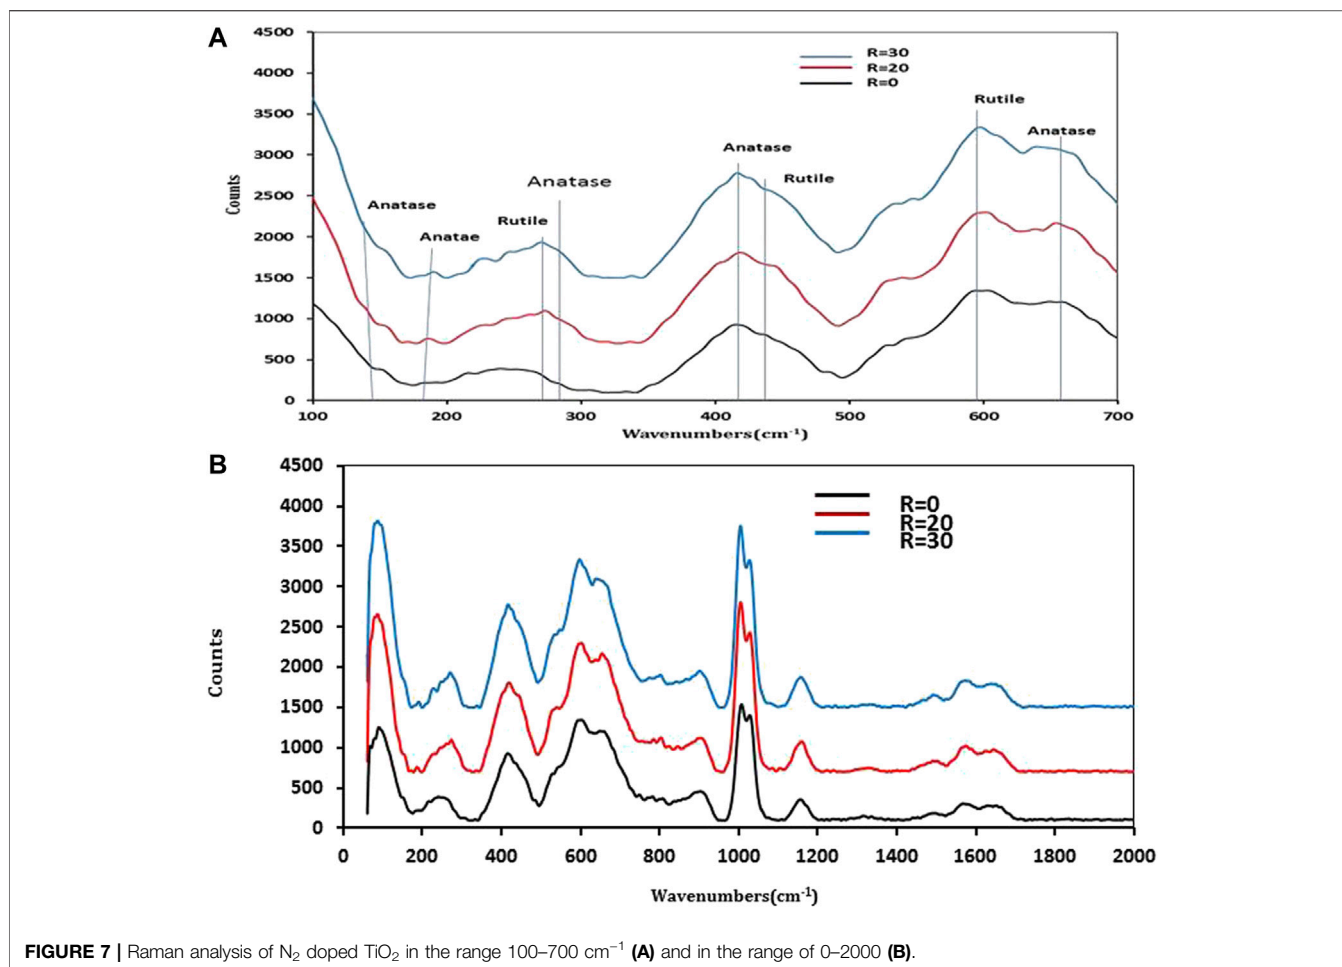 A
4500
4000
3500
3000
2500
2000
1500
1000
500
0
Counts
R=30
R=20
R=0
Rutile
Anatase
Anatase
Rutile
Anatase
Anatase
Rutile
Anatae
100 200 300 400 500 600 700
Wavenumbers(cm⁻¹)
B
4500
4000
3500
3000
2500
2000
1500
1000
500
0
Counts
R=0
R=20
R=30
0 200 400 600 800 1000 1200 1400 1600 1800 2000
Wavenumbers(cm⁻¹)
FIGURE 7 | Raman analysis of N₂ doped TiO₂ in the range 100–700 cm⁻¹ (A) and in the range of 0–2000 (B).